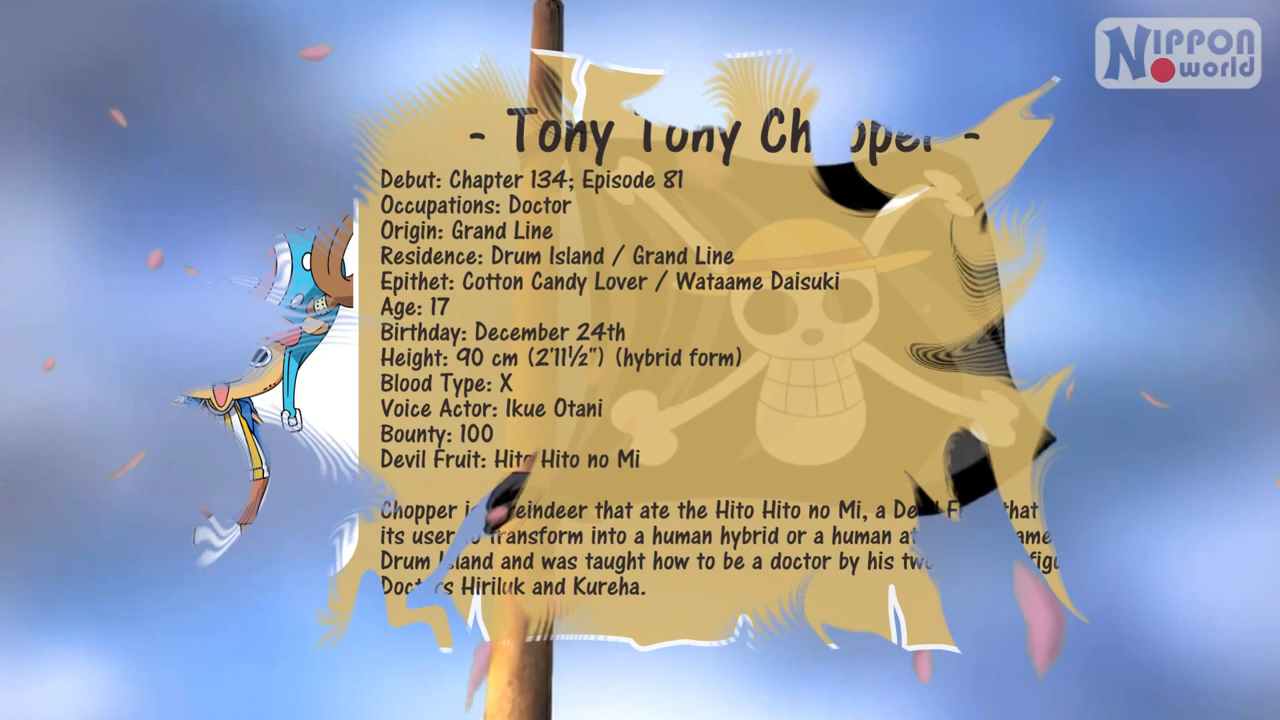 NIPPON
world
- Tony Tony Chopper -
Debut: Chapter 134; Episode 81
Occupations: Doctor
Origin: Grand Line
Residence: Drum Island / Grand Line
Epithet: Cotton Candy Lover / Wataame Daisuki
Age: 17
Birthday: December 24th
Height: 90 cm (2'11½") (hybrid form)
Blood Type: X
Voice Actor: Ikue Otani
Bounty: 100
Devil Fruit: Hito Hito no Mi
Chopper is reindeer that ate the Hito Hito no Mi, a that
its user transform into a human hybrid or a human at
Drum Island and was taught how to be a doctor by his
Doctors Hiriluk and Kureha.